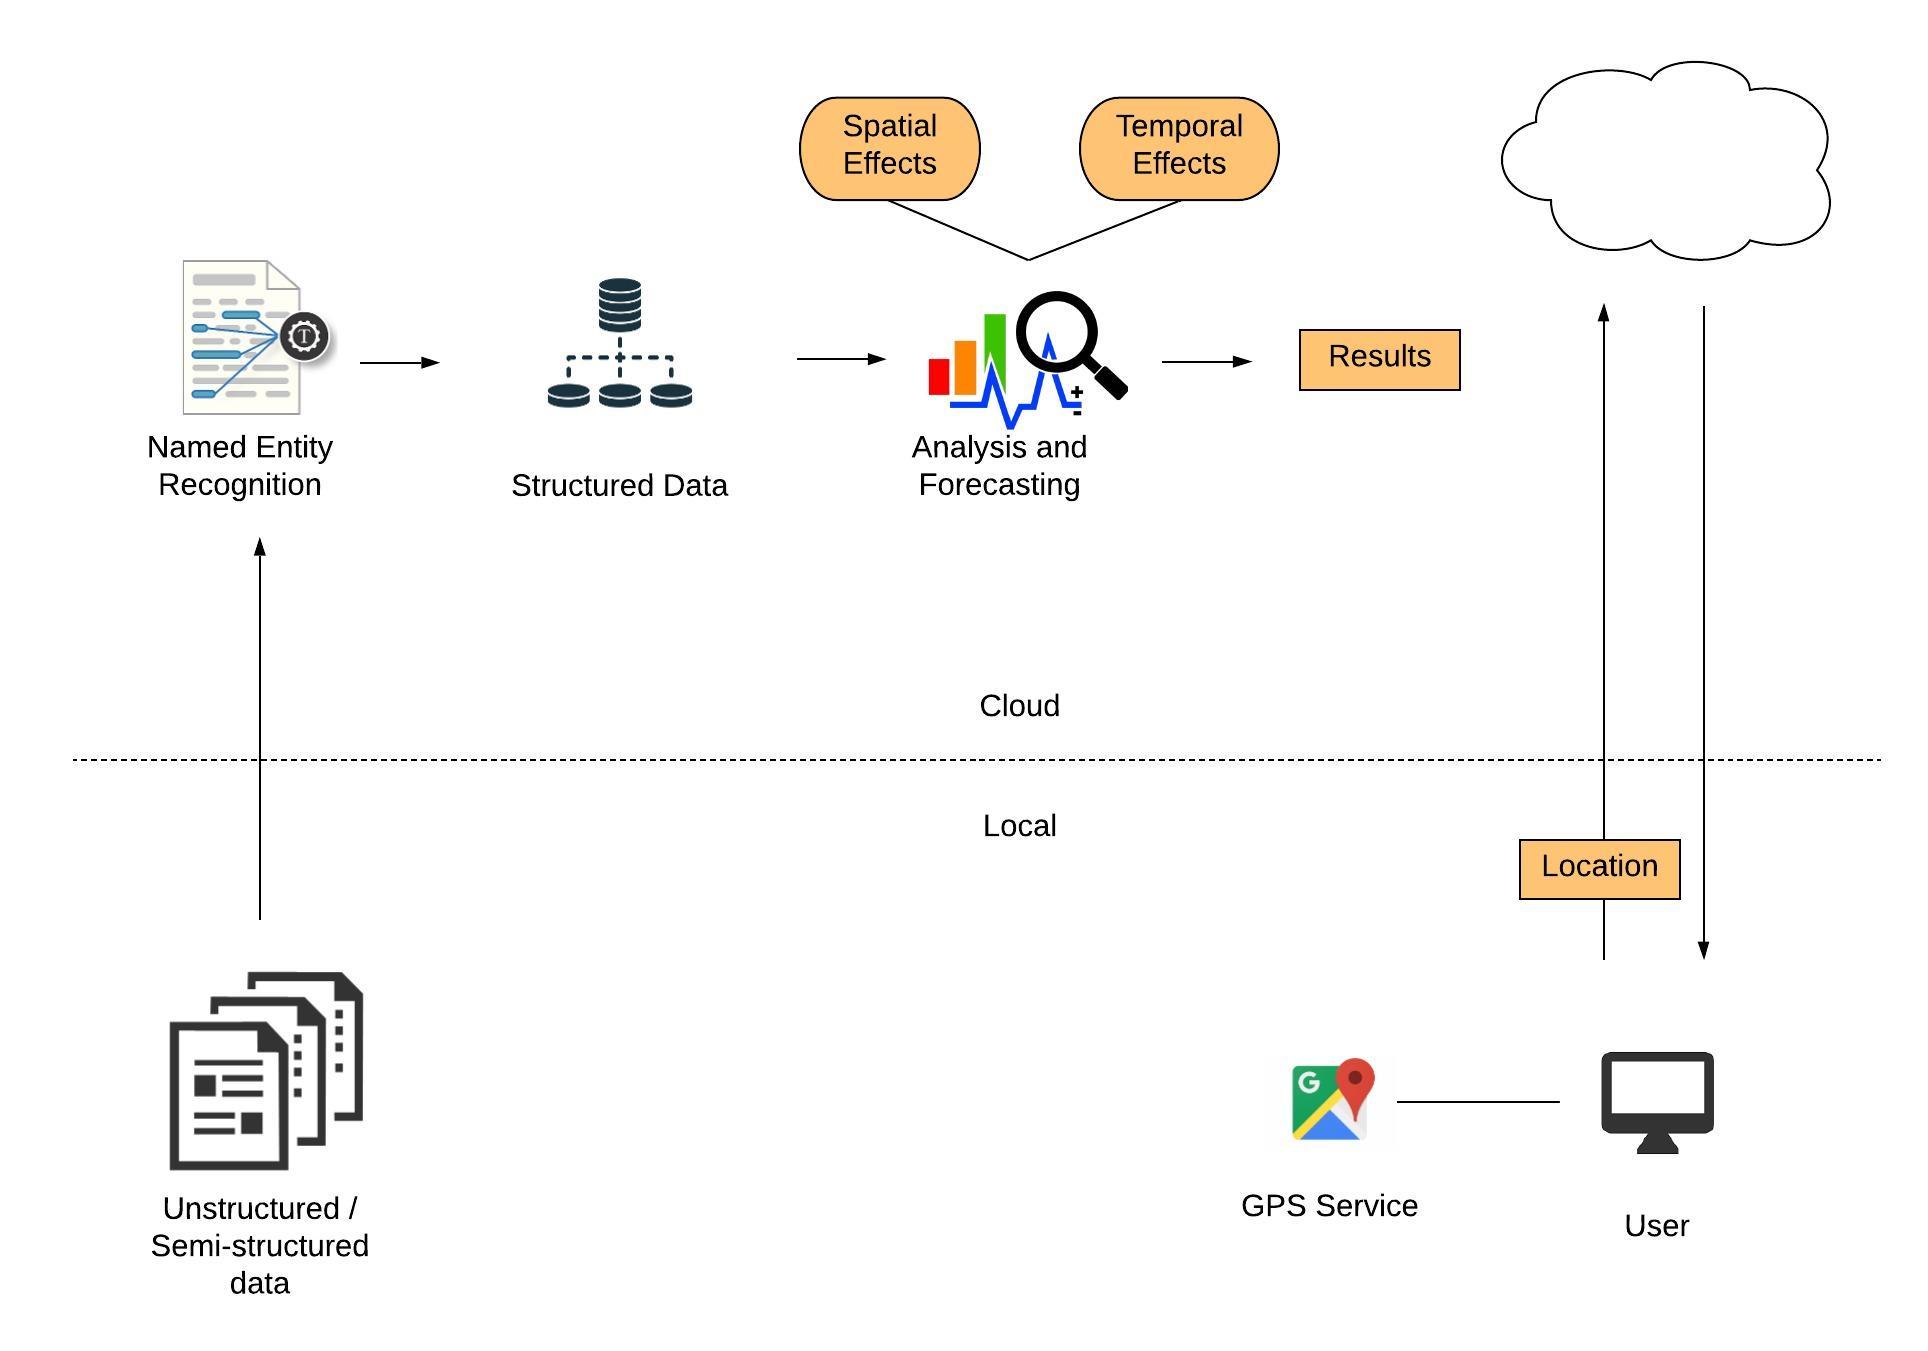 Spatial
Effects
Temporal
Effects
T
Results
Named Entity
Recognition
Structured Data
Analysis and
Forecasting
Cloud
Local
Location
G
GPS Service
User
Unstructured /
Semi-structured
data